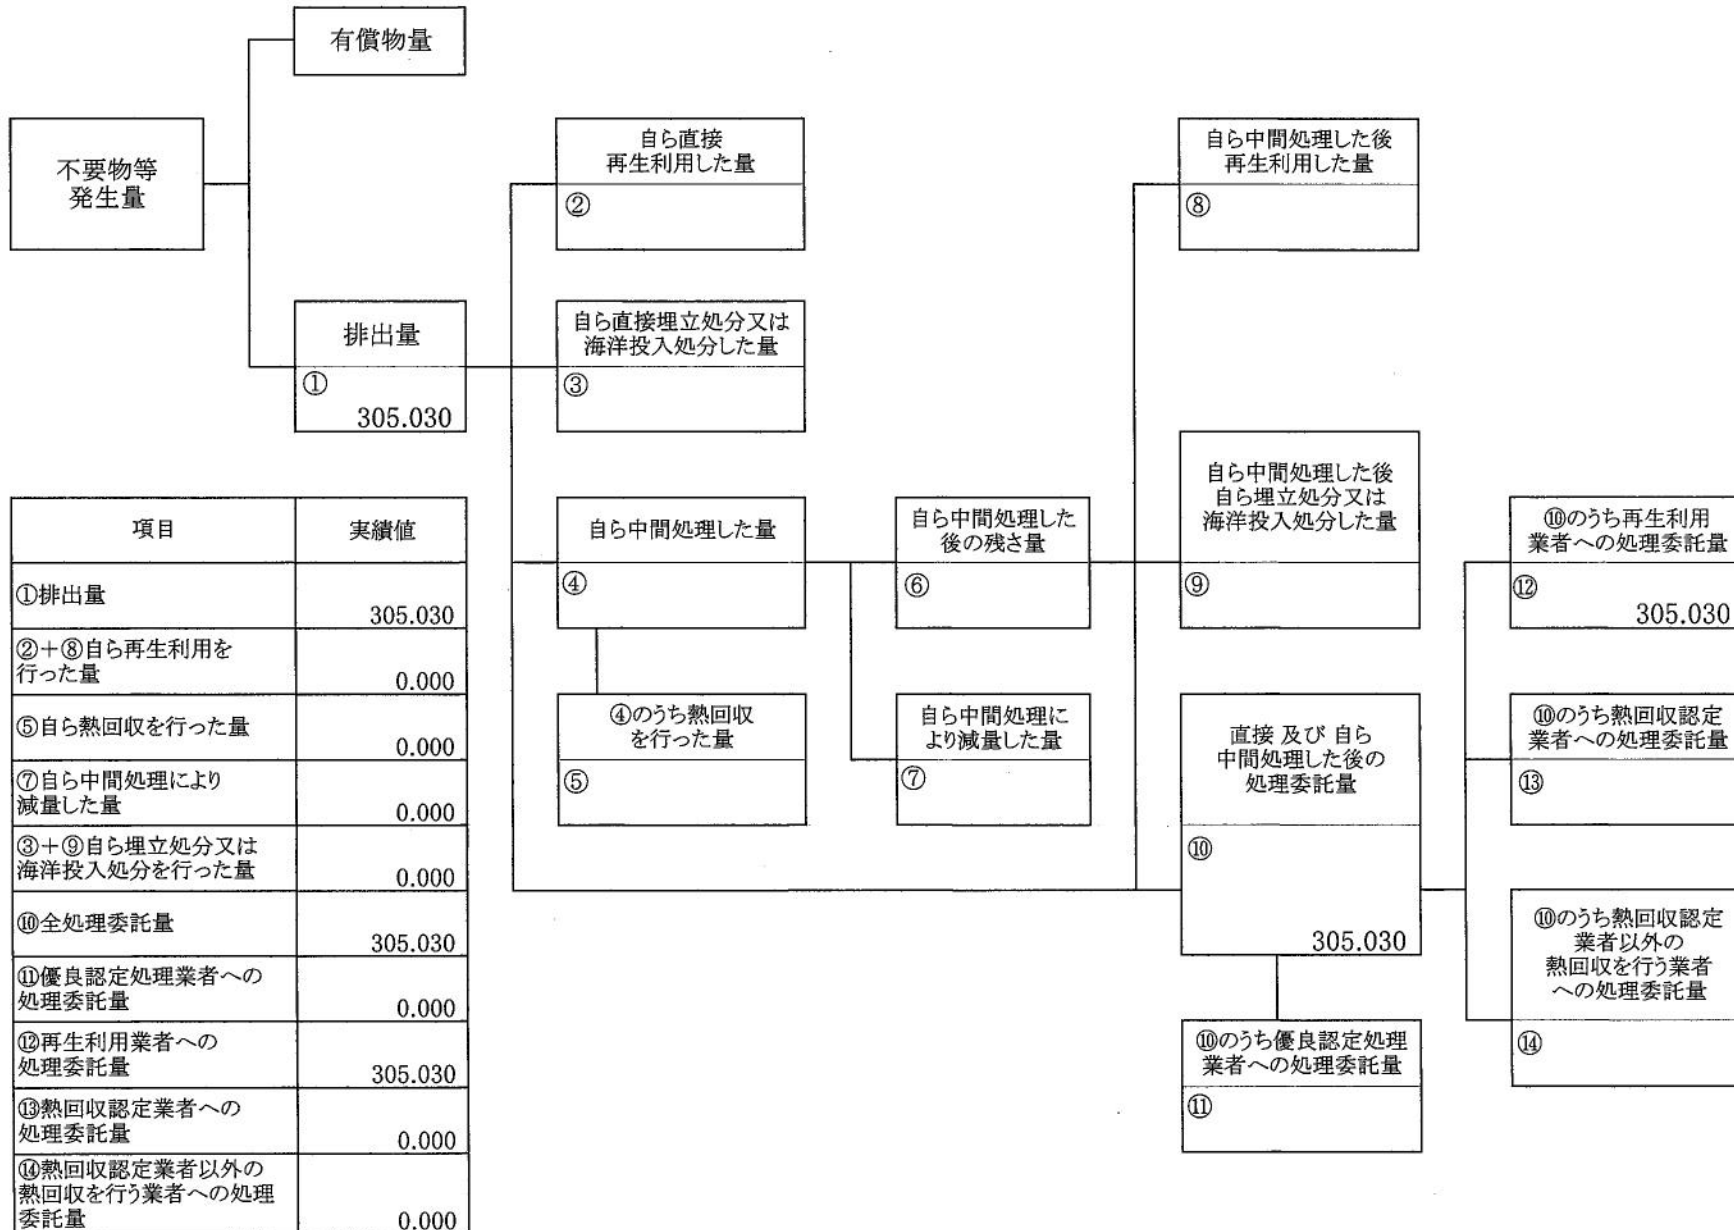 有償物量
不要物等
発生量
自ら直接
再生利用した量
②
自ら中間処理した後
再生利用した量
⑧
排出量
①
305.030
自ら直接埋立処分又は
海洋投入処分した量
③
自ら中間処理した量
④
自ら中間処理した
後の残さ量
⑥
自ら中間処理した後
自ら埋立処分又は
海洋投入処分した量
⑨
⑩のうち再生利用
業者への処理委託量
⑫
305.030
④のうち熱回収
を行った量
⑤
自ら中間処理に
より減量した量
⑦
直接 及び 自ら
中間処理した後の
処理委託量
⑩
305.030
⑩のうち熱回収認定
業者への処理委託量
⑬
⑩のうち熱回収認定
業者以外の
熱回収を行う業者
への処理委託量
⑭
⑩のうち優良認定処理
業者への処理委託量
⑪
項目 実績値
①排出量
305.030
②+⑧自ら再生利用を
行った量
0.000
⑤自ら熱回収を行った量
0.000
⑦自ら中間処理により
減量した量
0.000
③+⑨自ら埋立処分又は
海洋投入処分を行った量
0.000
⑩全処理委託量
305.030
⑪優良認定処理業者への
処理委託量
0.000
⑫再生利用業者への
処理委託量
305.030
⑬熱回収認定業者への
処理委託量
0.000
⑭熱回収認定業者以外の
熱回収を行う業者への処理
委託量
0.000